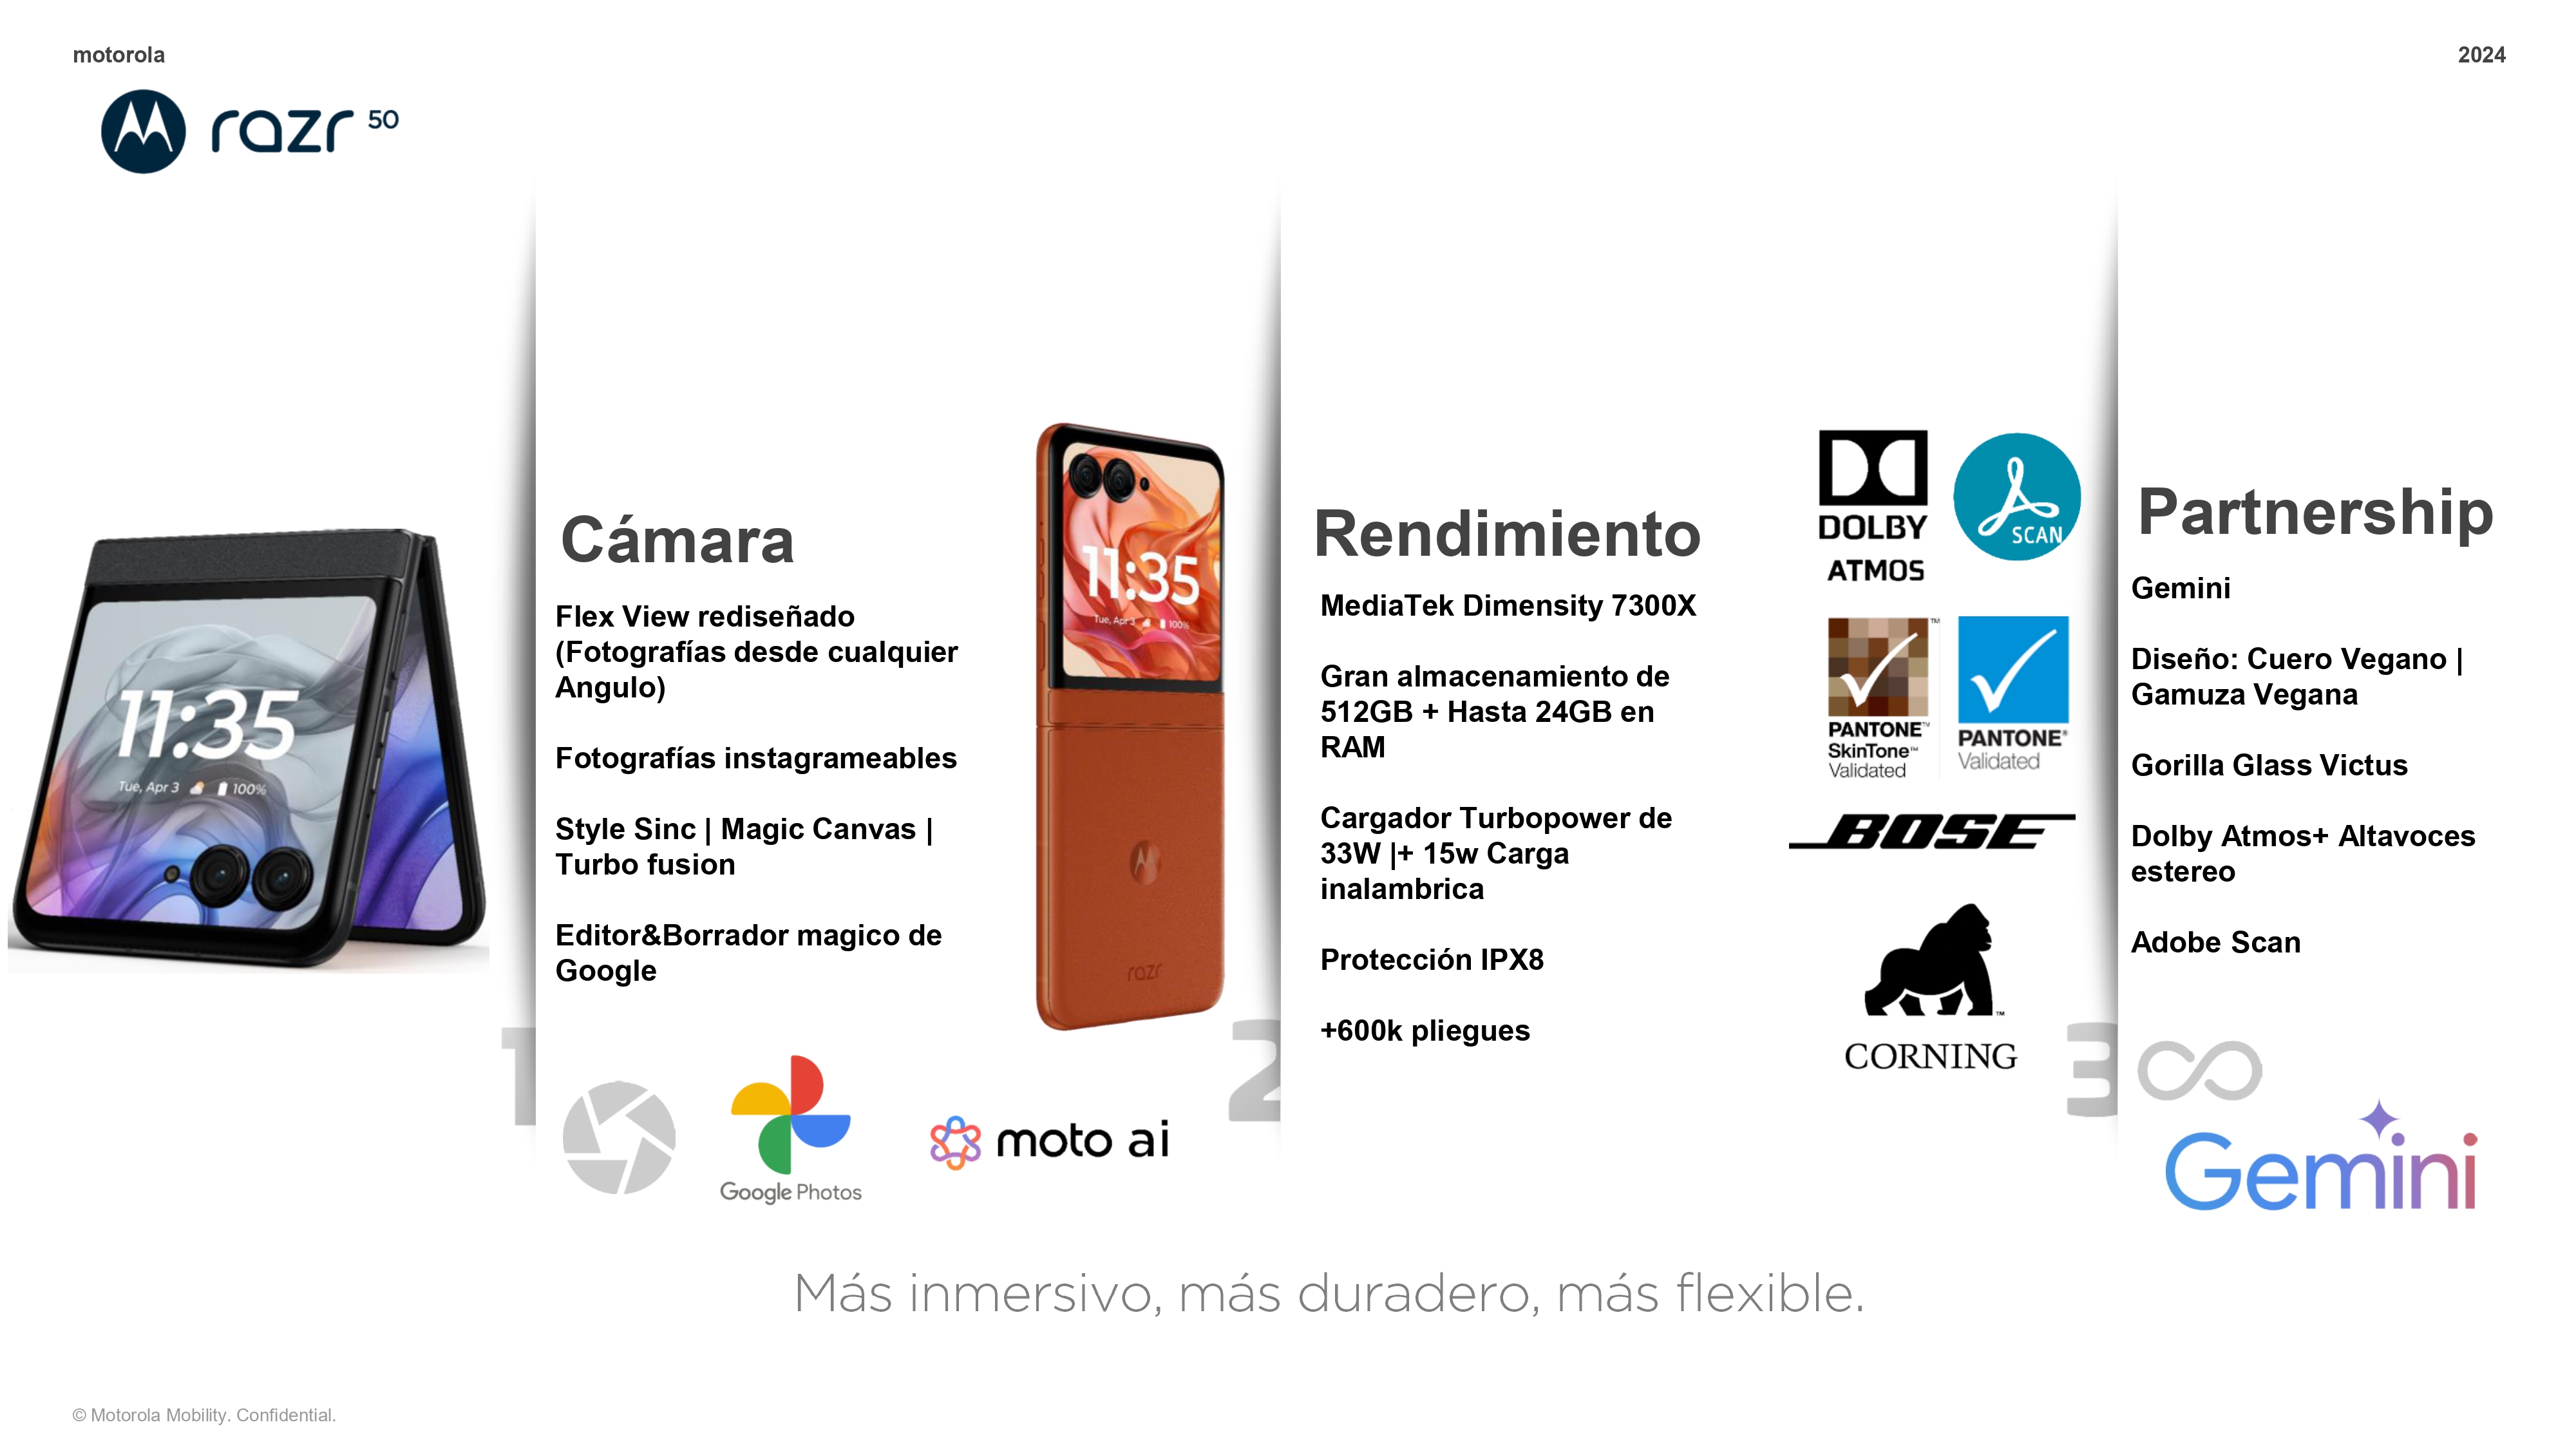 motorola
2024
razr 50
11:35
Tue, Apr 3 100%
Cámara
Flex View rediseñado
(Fotografías desde cualquier
Angulo)
Fotografías instagrameables
Style Sinc | Magic Canvas |
Turbo fusion
Editor&Borrador magico de
Google
1
Google Photos
moto ai
11:35
Tue, Apr 3 100%
razr
2
Rendimiento
MediaTek Dimensity 7300X
Gran almacenamiento de
512GB + Hasta 24GB en
RAM
Cargador Turbopower de
33W |+ 15w Carga
inalambrica
Protección IPX8
+600k pliegues
DOLBY
ATMOS
SCAN
PANTONE™
SkinTone™
Validated
PANTONE®
Validated
BOSE
CORNING
3
Partnership
Gemini
Diseño: Cuero Vegano |
Gamuza Vegana
Gorilla Glass Victus
Dolby Atmos+ Altavoces
estereo
Adobe Scan
Gemini
Más inmersivo, más duradero, más flexible.
© Motorola Mobility. Confidential.